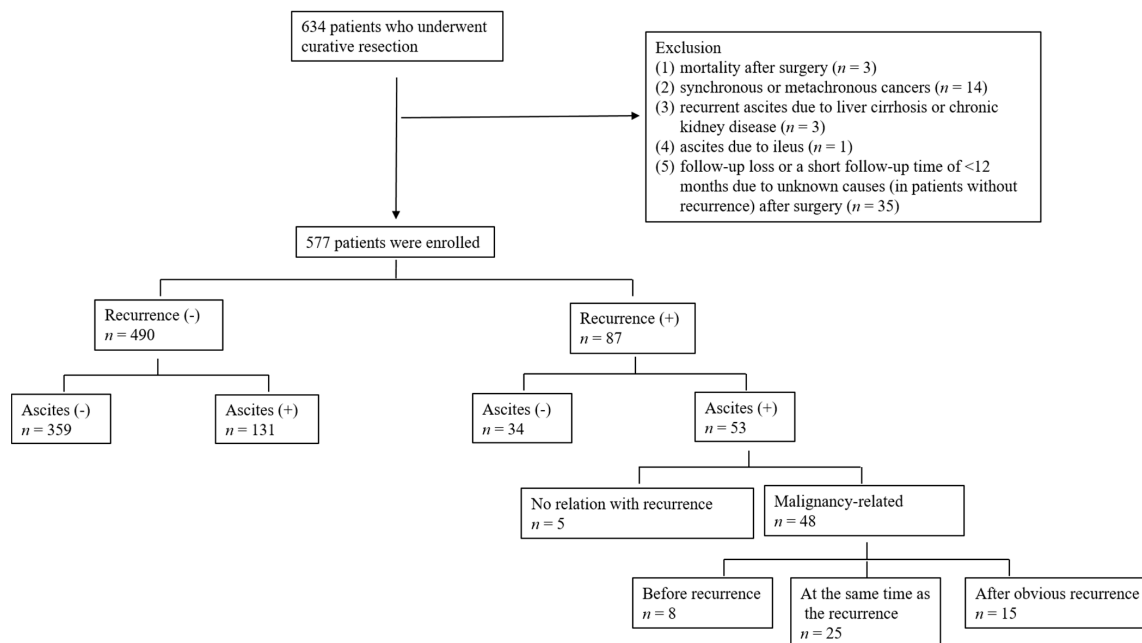 634 patients who underwent
curative resection
Exclusion
(1) mortality after surgery (n = 3)
(2) synchronous or metachronous cancers (n = 14)
(3) recurrent ascites due to liver cirrhosis or chronic
kidney disease (n = 3)
(4) ascites due to ileus (n = 1)
(5) follow-up loss or a short follow-up time of <12
months due to unknown causes (in patients without
recurrence) after surgery (n = 35)
577 patients were enrolled
Recurrence (-)
n = 490
Recurrence (+)
n = 87
Ascites (-)
n = 359
Ascites (+)
n = 131
Ascites (-)
n = 34
Ascites (+)
n = 53
No relation with recurrence
n = 5
Malignancy-related
n = 48
Before recurrence
n = 8
At the same time as
the recurrence
n = 25
After obvious recurrence
n = 15